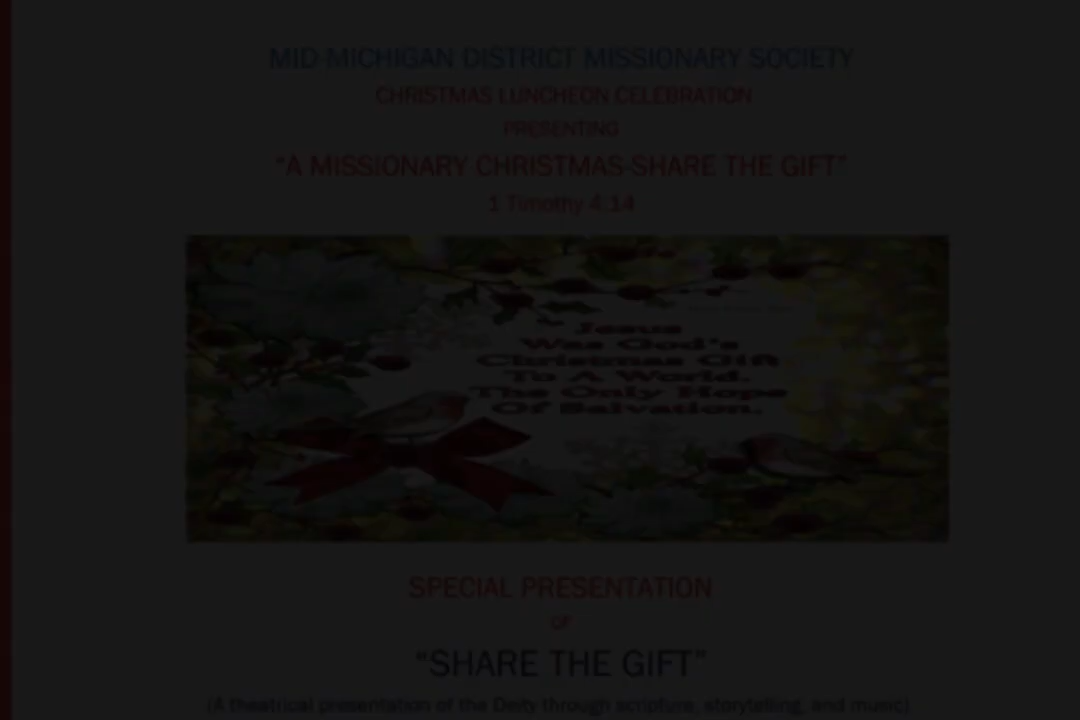 MID-MICHIGAN DISTRICT MISSIONARY SOCIETY
CHRISTMAS LUNCHEON CELEBRATION
PRESENTING
"A MISSIONARY CHRISTMAS-SHARE THE GIFT"
1 Timothy 4:14
Jesus
Was God's
Christmas Gift
To A World.
The Only Hope
Of Salvation.
SPECIAL PRESENTATION
OF
"SHARE THE GIFT"
(A theatrical presentation of the Deity through scripture, storytelling, and music)